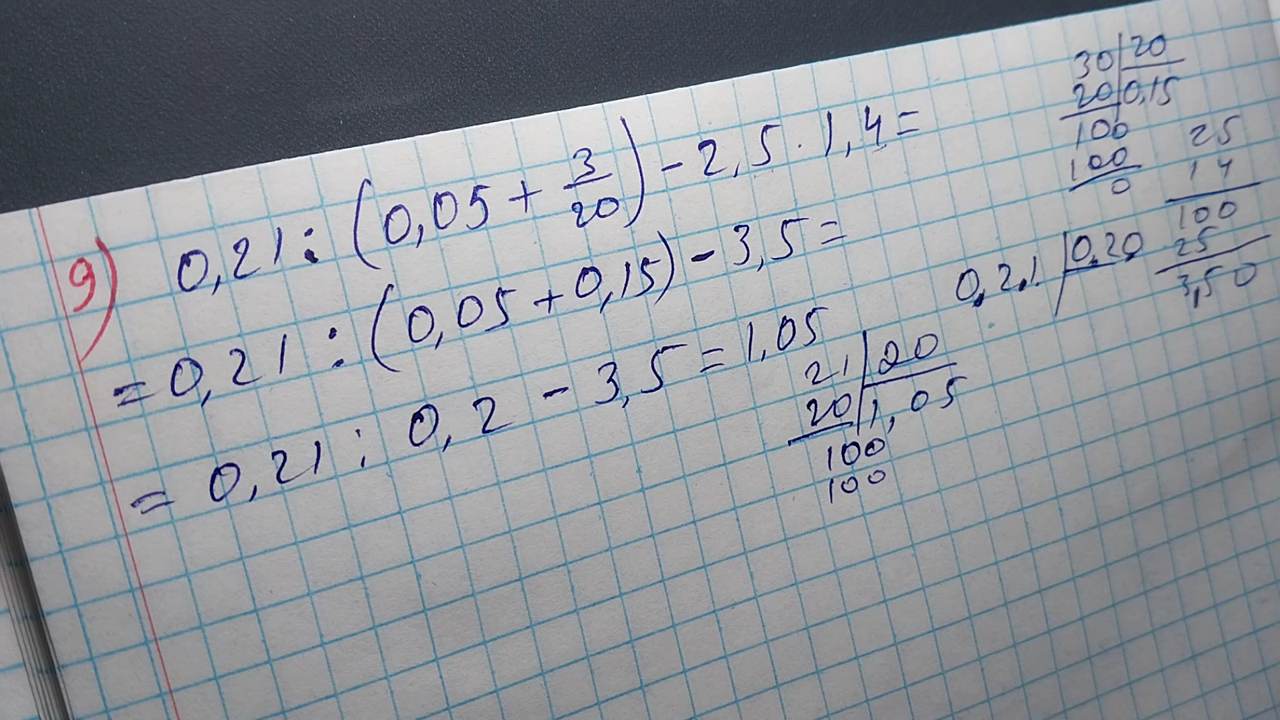 9) 0,21 : (0,05 + 3/20) - 2,5 · 1,4 =
= 0,21 : (0,05 + 0,15) - 3,5 =
= 0,21 : 0,2 - 3,5 = 1,05
30 | 20
20 | 0,15
100
100
0
25
14
100
25
3,50
0,2,1 | 0,20
21 | 20
20 | 1,05
100
100